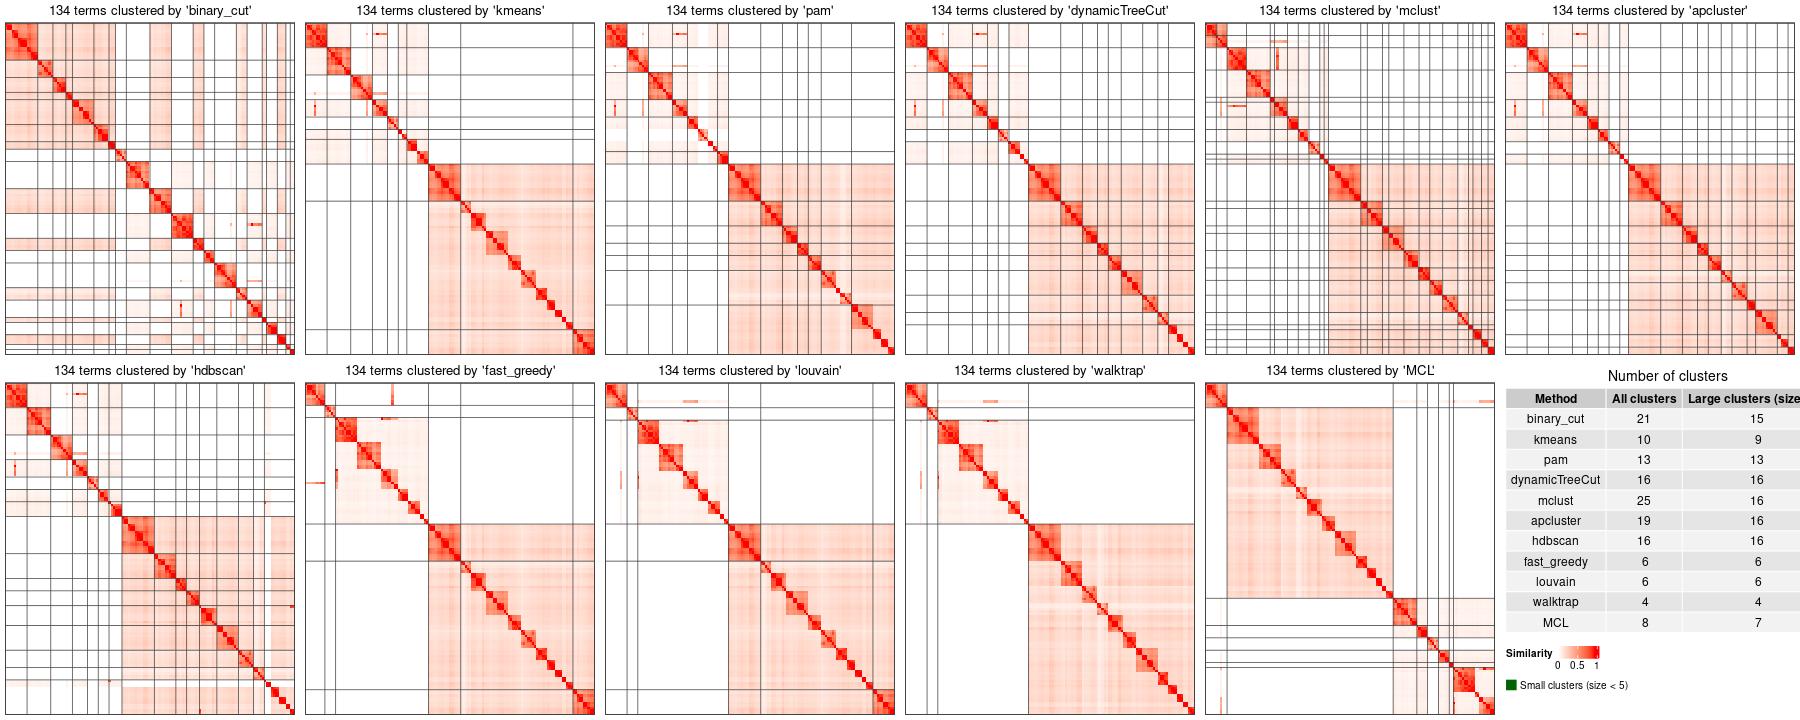 134 terms clustered by 'binary_cut'
134 terms clustered by 'kmeans'
134 terms clustered by 'pam'
134 terms clustered by 'dynamicTreeCut'
134 terms clustered by 'mclust'
134 terms clustered by 'apcluster'
134 terms clustered by 'hdbscan'
134 terms clustered by 'fast_greedy'
134 terms clustered by 'louvain'
134 terms clustered by 'walktrap'
134 terms clustered by 'MCL'
Number of clusters
Method All clusters Large clusters (size
binary_cut 21 15
kmeans 10 9
pam 13 13
dynamicTreeCut 16 16
mclust 25 16
apcluster 19 16
hdbscan 16 16
fast_greedy 6 6
louvain 6 6
walktrap 4 4
MCL 8 7
Similarity
0 0.5 1
Small clusters (size < 5)